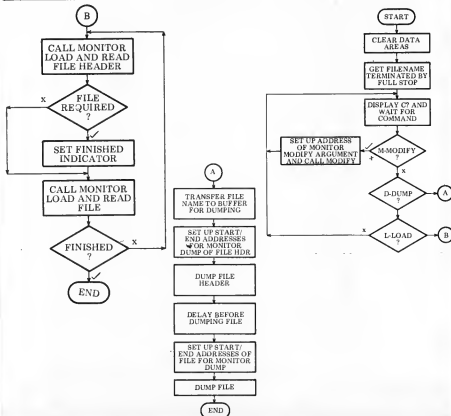 B
CALL MONITOR
LOAD AND READ
FILE HEADER
X
FILE
REQUIRED
?
✓
SET FINISHED
INDICATOR
CALL MONITOR
LOAD AND READ
FILE
FINISHED
?
X
✓
END
A
TRANSFER FILE
NAME TO BUFFER
FOR DUMPING
SET UP START/
END ADDRESSES
FOR MONITOR
DUMP OF FILE HDR
DUMP FILE
HEADER
DELAY BEFORE
DUMPING FILE
SET UP START/
END ADDRESSES OF
FILE FOR MONITOR
DUMP
DUMP FILE
END
START
CLEAR DATA
AREAS
GET FILENAME
TERMINATED BY
FULL STOP
DISPLAY C7 AND
WAIT FOR
COMMAND
SET UP ADDRESS
OF MONITOR
MODIFY ARGUMENT
AND CALL MODIFY
✓
M-MODIFY
?
X
D-DUMP
?
✓
A
X
L-LOAD
?
✓
B
X